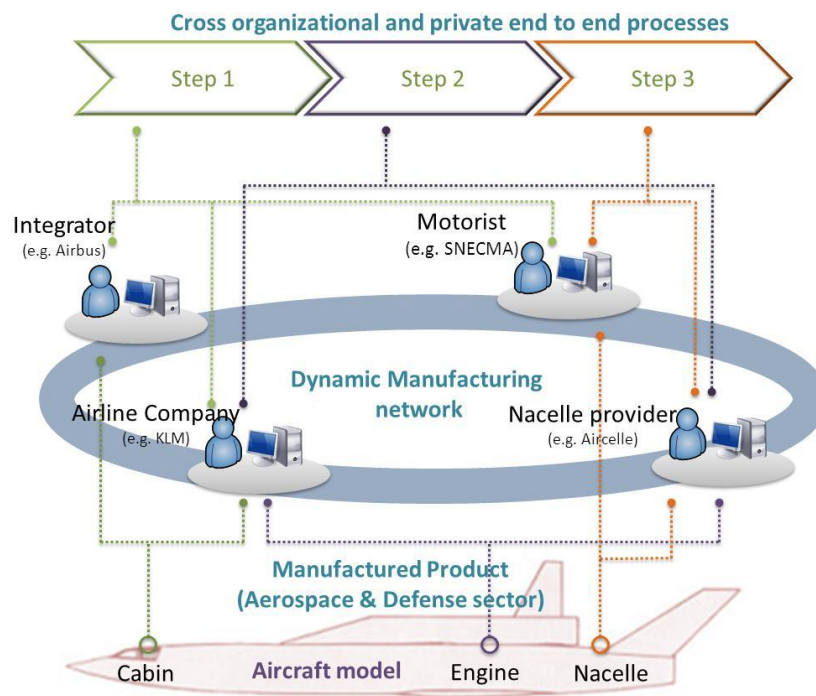 Cross organizational and private end to end processes
Step 1
Step 2
Step 3
Integrator
(e.g. Airbus)
Motorist
(e.g. SNECMA)
Dynamic Manufacturing
network
Airline Company
(e.g. KLM)
Nacelle provider
(e.g. Aircelle)
Manufactured Product
(Aerospace & Defense sector)
Cabin
Aircraft model
Engine
Nacelle